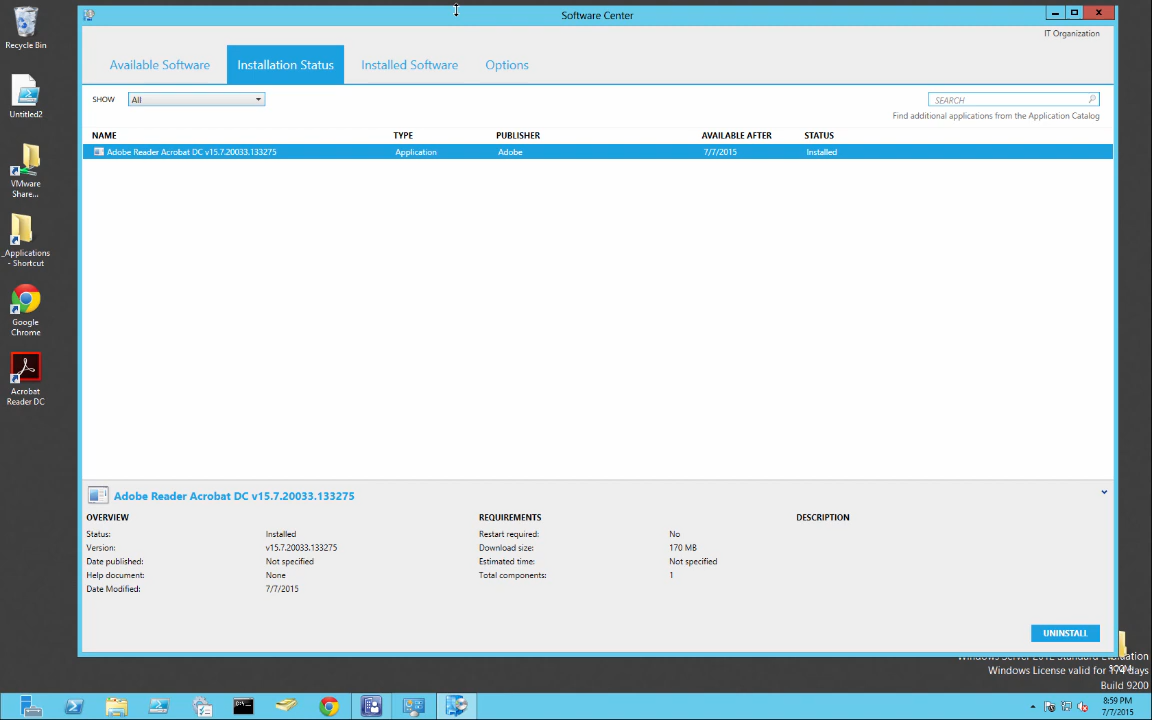 Software Center
IT Organization
Available Software
Installation Status
Installed Software
Options
SHOW
All
SEARCH
Find additional applications from the Application Catalog
NAME TYPE PUBLISHER AVAILABLE AFTER STATUS
Adobe Reader Acrobat DC v15.7.20033.133275 Application Adobe 7/7/2015 Installed
Adobe Reader Acrobat DC v15.7.20033.133275
OVERVIEW
Status: Installed
Version: v15.7.20033.133275
Date published: Not specified
Help document: None
Date Modified: 7/7/2015
REQUIREMENTS
Restart required: No
Download size: 170 MB
Estimated time: Not specified
Total components: 1
DESCRIPTION
UNINSTALL
Recycle Bin
Untitled2
VMware
Share...
_Applications
- Shortcut
Google
Chrome
Acrobat
Reader DC
Windows Server 2012 Standard Evaluation
Windows License valid for 174 days
Build 9200
8:59 PM
7/7/2015